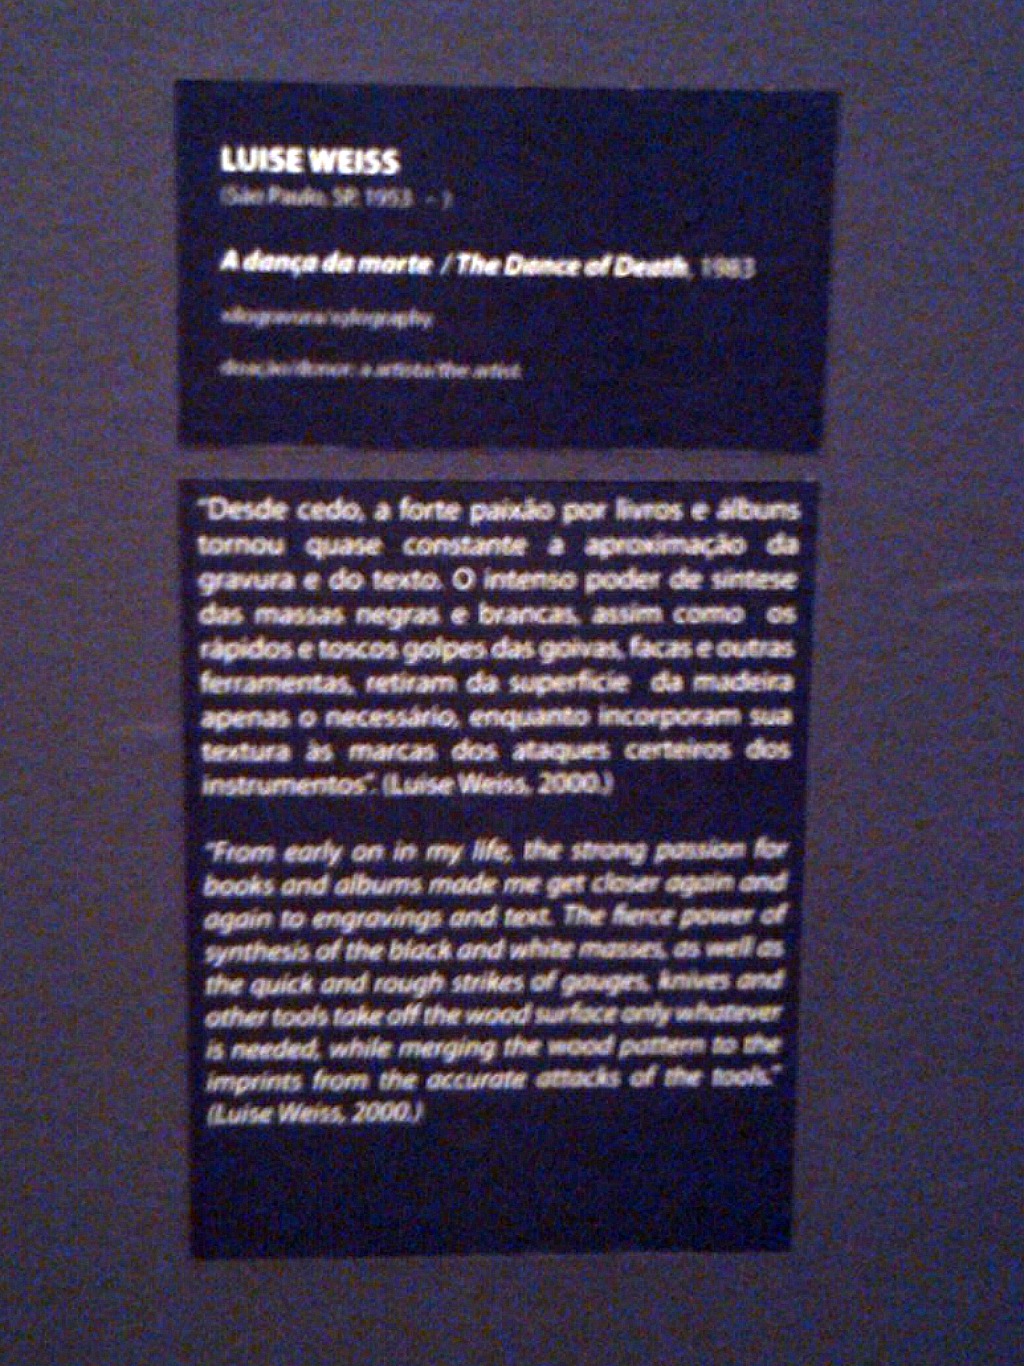 LUISE WEISS
(São Paulo, SP, 1953 - )
A dança da morte / The Dance of Death, 1983
xilogravura/xylography
doação/donor: a artista/the artist
"Desde cedo, a forte paixão por livros e álbuns
tornou quase constante a aproximação da
gravura e do texto. O intenso poder de síntese
das massas negras e brancas, assim como os
rápidos e toscos golpes das goivas, facas e outras
ferramentas, retiram da superfície da madeira
apenas o necessário, enquanto incorporam sua
textura às marcas dos ataques certeiros dos
instrumentos". (Luise Weiss, 2000.)
"From early on in my life, the strong passion for
books and albums made me get closer again and
again to engravings and text. The fierce power of
synthesis of the black and white masses, as well as
the quick and rough strikes of gauges, knives and
other tools take off the wood surface only whatever
is needed, while merging the wood pattern to the
imprints from the accurate attacks of the tools."
(Luise Weiss, 2000.)